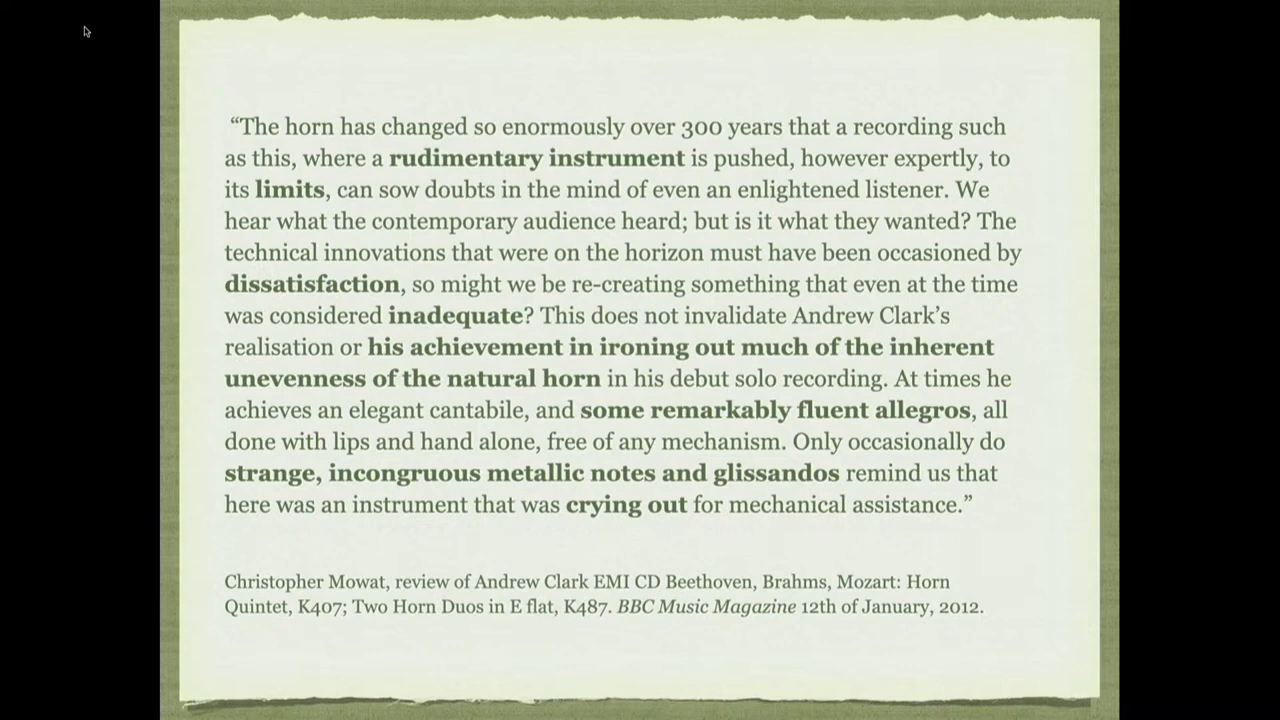 “The horn has changed so enormously over 300 years that a recording such
as this, where a rudimentary instrument is pushed, however expertly, to
its limits, can sow doubts in the mind of even an enlightened listener. We
hear what the contemporary audience heard; but is it what they wanted? The
technical innovations that were on the horizon must have been occasioned by
dissatisfaction, so might we be re-creating something that even at the time
was considered inadequate? This does not invalidate Andrew Clark’s
realisation or his achievement in ironing out much of the inherent
unevenness of the natural horn in his debut solo recording. At times he
achieves an elegant cantabile, and some remarkably fluent allegros, all
done with lips and hand alone, free of any mechanism. Only occasionally do
strange, incongruous metallic notes and glissandos remind us that
here was an instrument that was crying out for mechanical assistance.”
Christopher Mowat, review of Andrew Clark EMI CD Beethoven, Brahms, Mozart: Horn
Quintet, K407; Two Horn Duos in E flat, K487. BBC Music Magazine 12th of January, 2012.